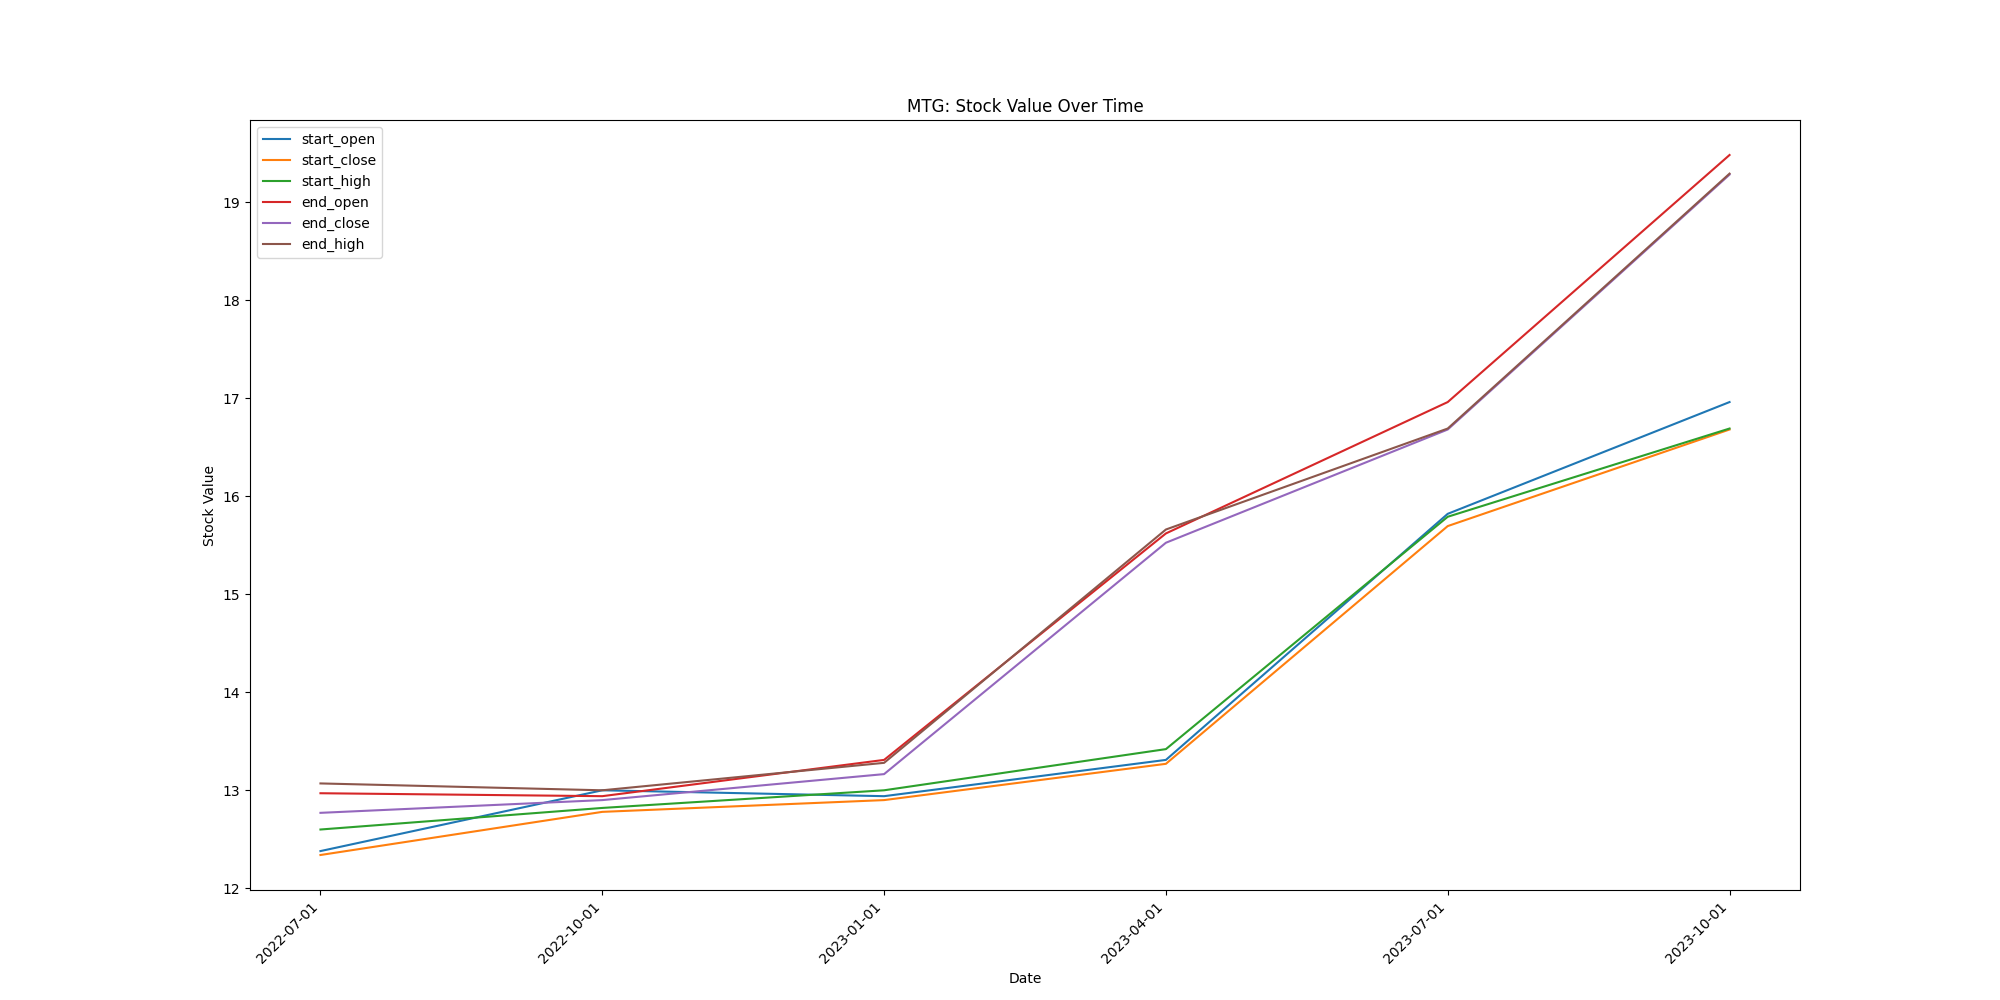 MTG: Stock Value Over Time
start_open
start_close
start_high
end_open
end_close
end_high
Stock Value
19
18
17
16
15
14
13
12
2022-07-01
2022-10-01
2023-01-01
2023-04-01
2023-07-01
2023-10-01
Date